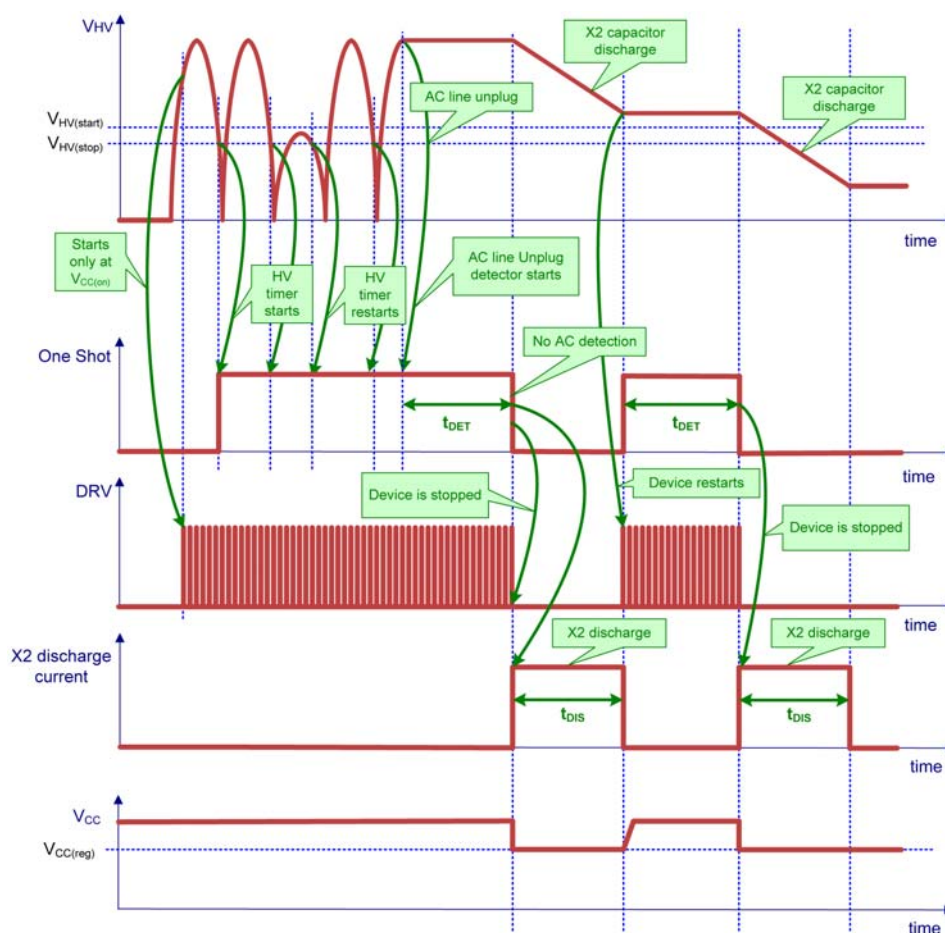 VHV
X2 capacitor
discharge
X2 capacitor
discharge
AC line unplug
VHV(start)
VHV(stop)
time
Starts
only at
VCC(on)
HV
timer
starts
HV
timer
restarts
AC line Unplug
detector starts
One Shot
No AC detection
tDET
tDET
time
DRV
Device is stopped
Device restarts
Device is stopped
time
X2 discharge
current
X2 discharge
X2 discharge
tDIS
tDIS
time
VCC
VCC(reg)
time